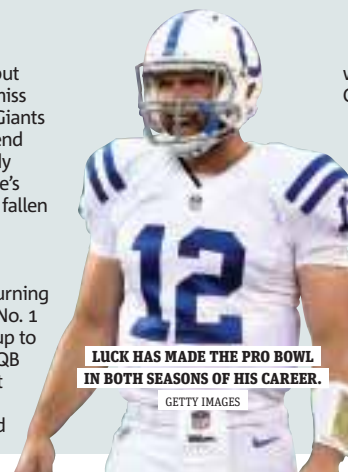 out
miss
Giants
end
ly
e's
fallen
urning
No. 1
up to
QB
t
d
12
LUCK HAS MADE THE PRO BOWL
IN BOTH SEASONS OF HIS CAREER.
GETTY IMAGES